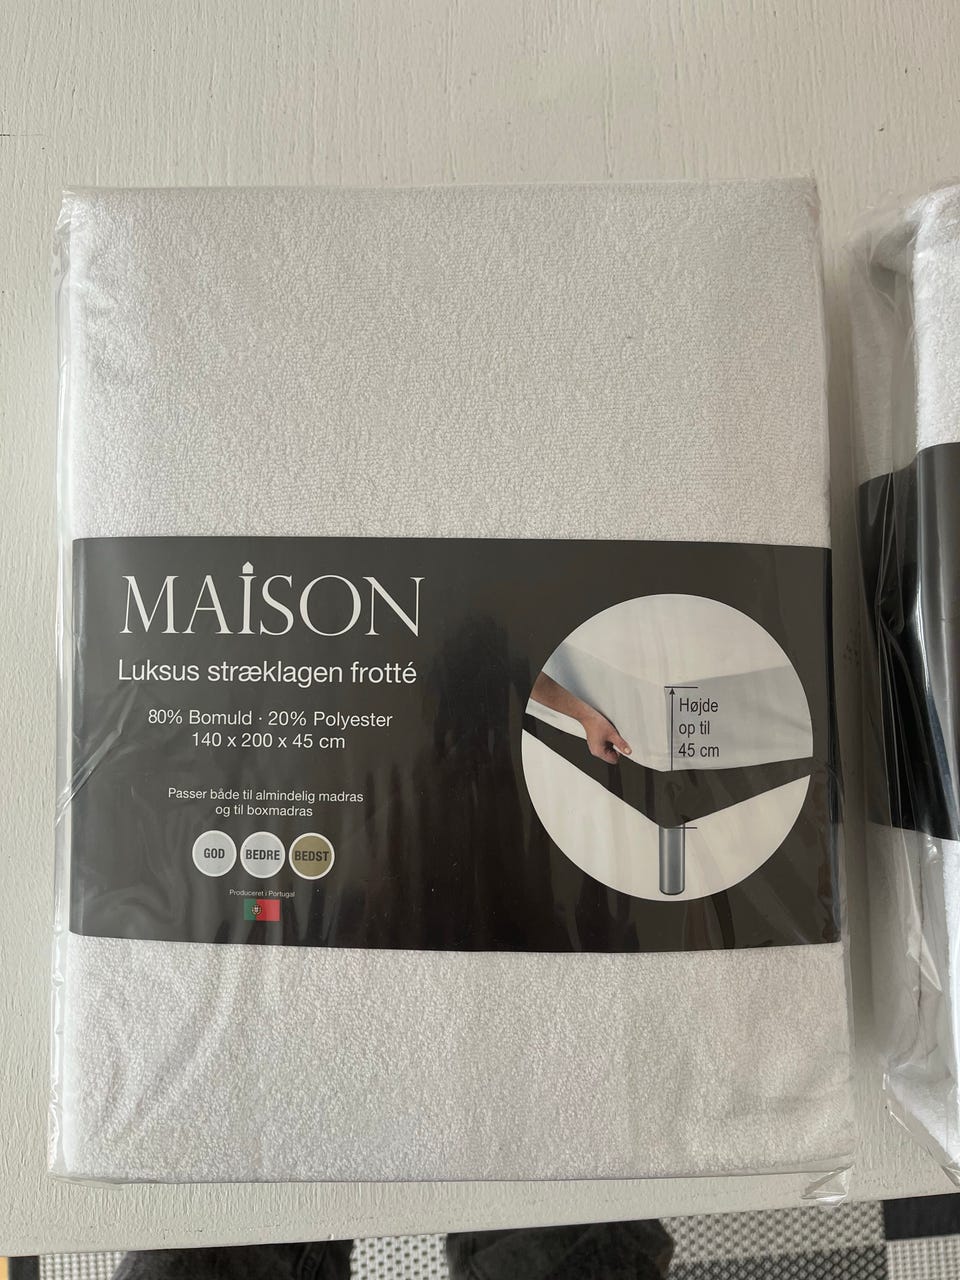 MAISON
Luksus stræklagen frotté
80% Bomuld · 20% Polyester
140 x 200 x 45 cm
Passer både til almindelig madras
og til boxmadras
GOD BEDRE BEDST
Produceret i Portugal
Højde
op til
45 cm